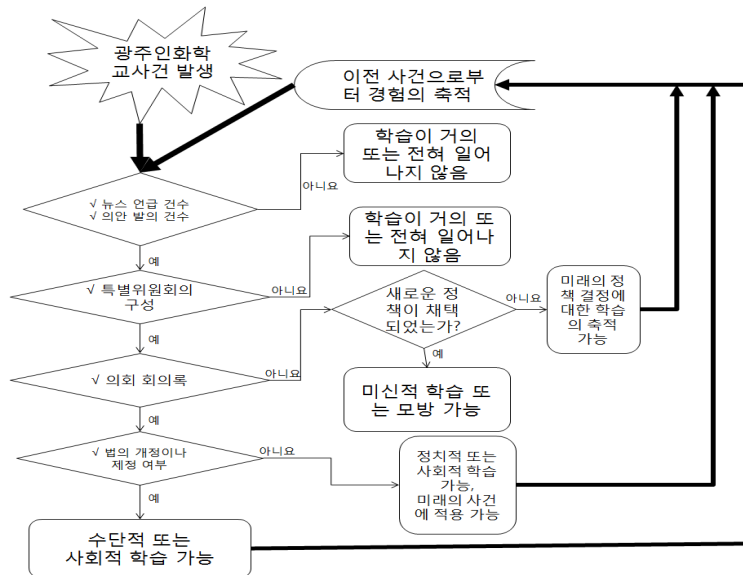 광주인화학
교사건 발생
이전 사건으로부
터 경험의 축적
학습이 거의
또는 전혀 일어
나지 않음
아니요
√ 뉴스 언급 건수
√ 의안 발의 건수
예
학습이 거의 또
는 전혀 일어나
지 않음
√ 특별위원회의
구성
아니요
새로운 정
책이 채택
되었는가?
아니요
미래의 정
책 결정에
대한 학습
의 축적
가능
예
예
√ 의회 회의록
아니요
미신적 학습 또
는 모방 가능
예
√ 법의 개정이나
제정 여부
아니요
정치적 또는
사회적 학습
가능,
미래의 사건
에 적용 가능
예
수단적 또는
사회적 학습 가능